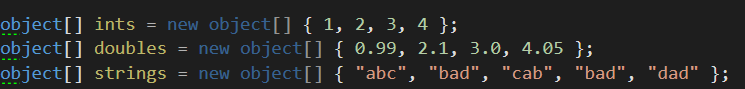 object[] ints = new object[] { 1, 2, 3, 4 };
object[] doubles = new object[] { 0.99, 2.1, 3.0, 4.05 };
object[] strings = new object[] { "abc", "bad", "cab", "bad", "dad" };